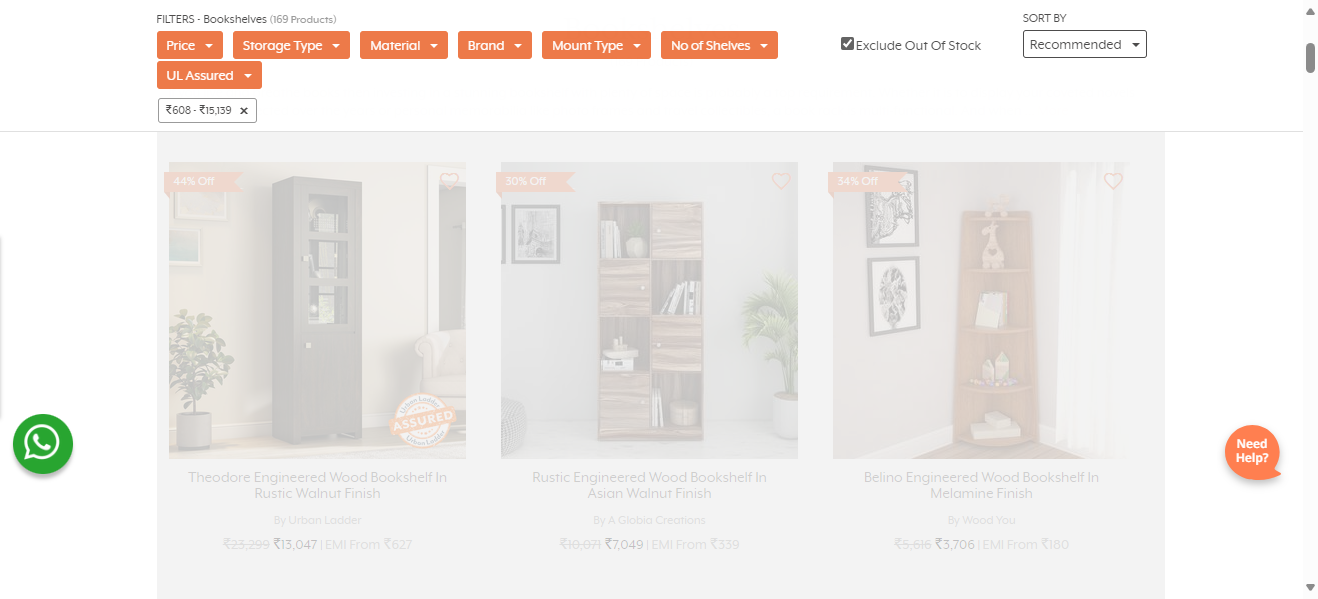 FILTERS - Bookshelves (169 Products)
SORT BY
Price
Storage Type
Material
Brand
Mount Type
No of Shelves
Exclude Out Of Stock
Recommended
UL Assured
₹608 - ₹15,139
44% Off
30% Off
34% Off
Urban Ladder
ASSURED
Urban Ladder
Need
Help?
Theodore Engineered Wood Bookshelf In
Rustic Walnut Finish
By Urban Ladder
₹23,299 ₹13,047 | EMI From ₹627
Rustic Engineered Wood Bookshelf In
Asian Walnut Finish
By A Globia Creations
₹10,071 ₹7,049 | EMI From ₹339
Belino Engineered Wood Bookshelf In
Melamine Finish
By Wood You
₹5,616 ₹3,706 | EMI From ₹180